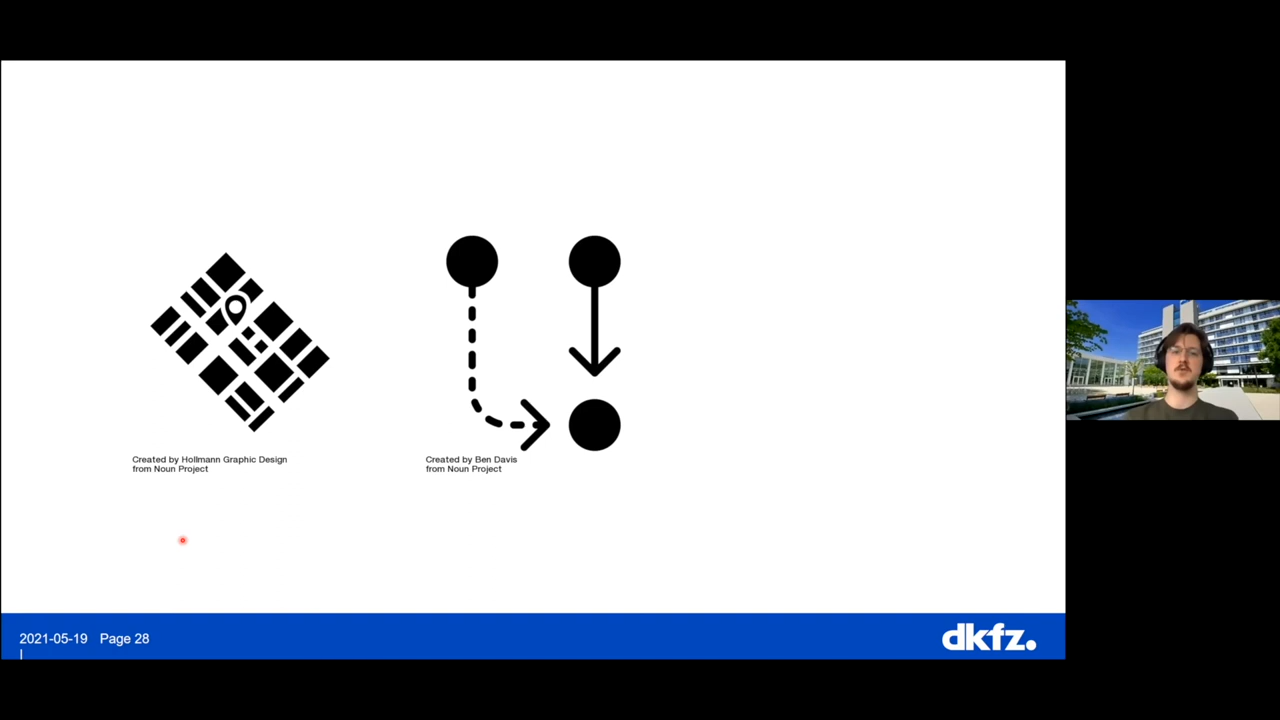 Created by Hollmann Graphic Design
from Noun Project
Created by Ben Davis
from Noun Project
2021-05-19 Page 28
|
dkfz.